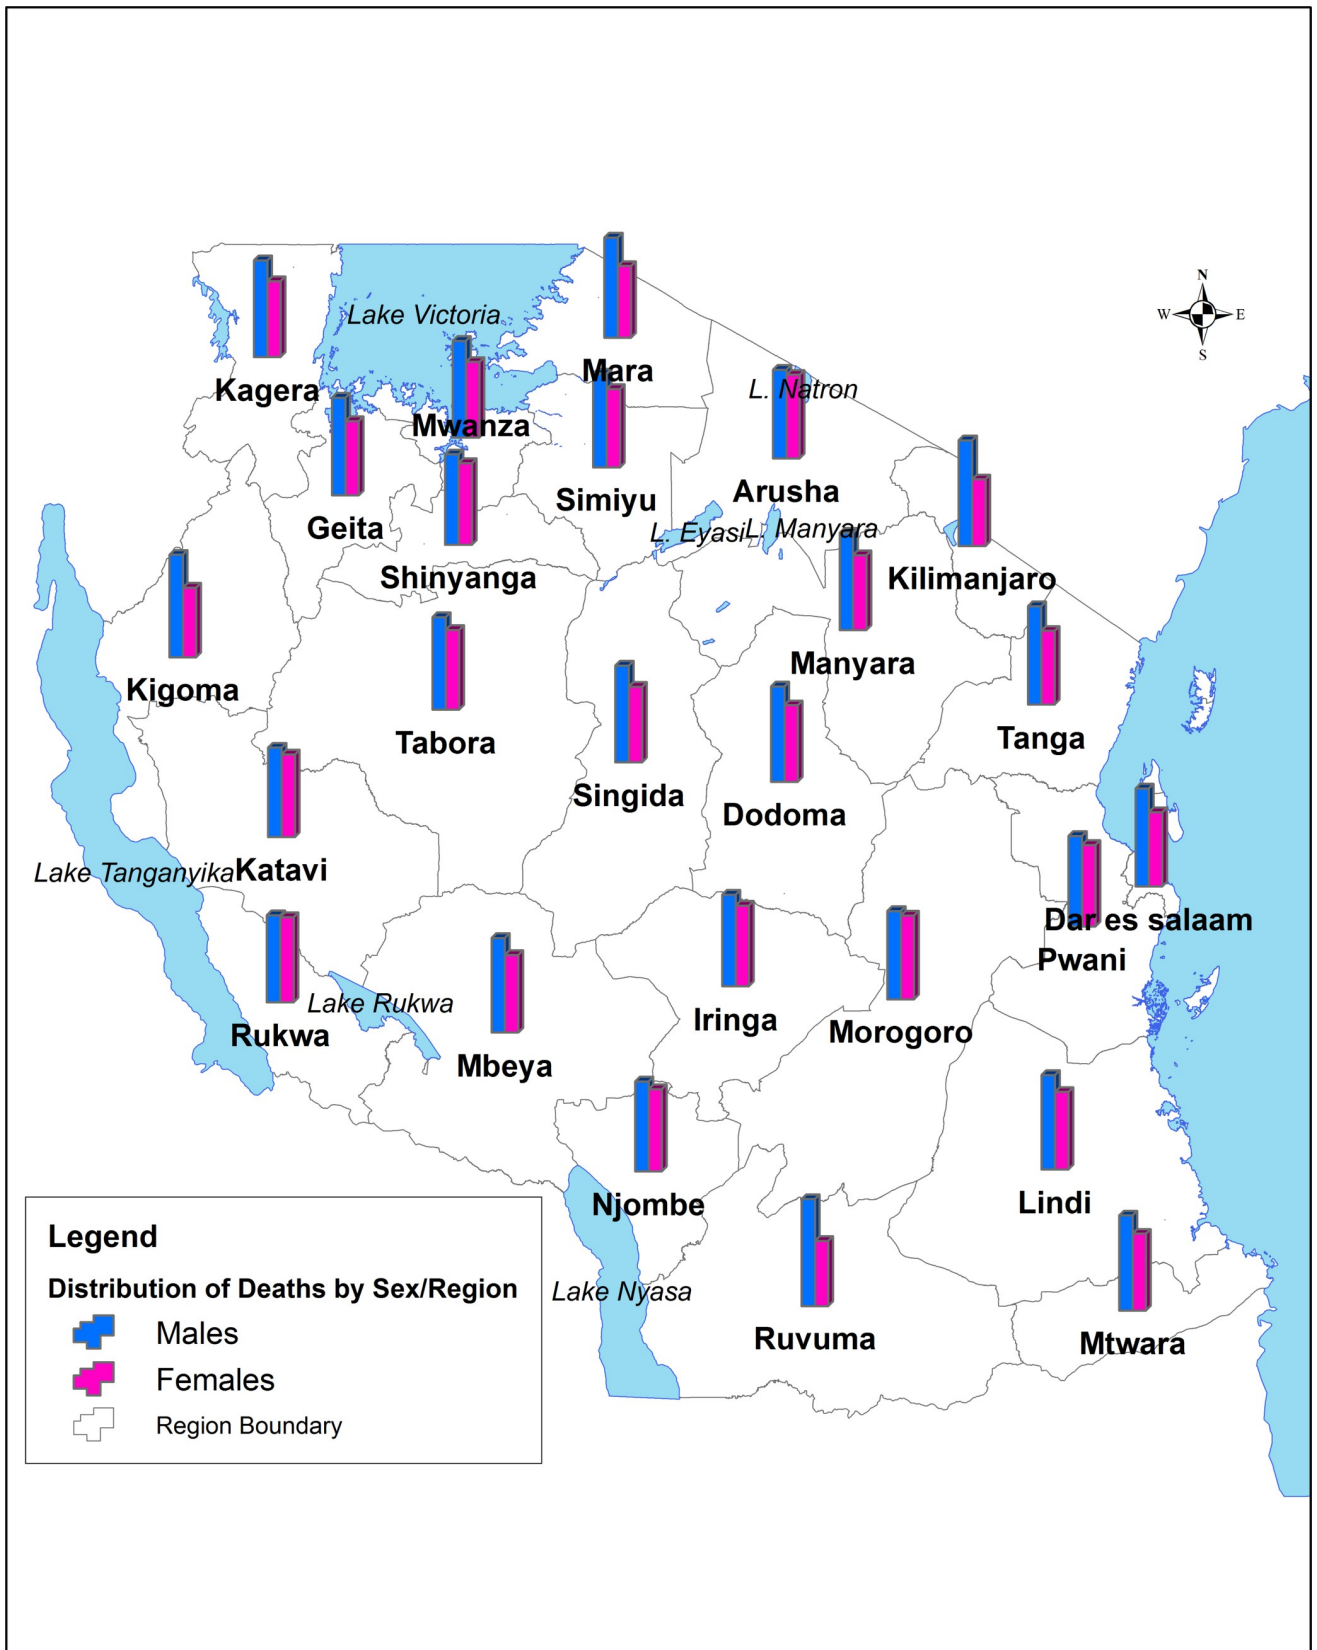 N
W E
S
Lake Victoria
Mara
Kagera
L. Natron
Mwanza
Arusha
Simiyu
Geita
L. Eyasi
L. Manyara
Shinyanga
Kilimanjaro
Manyara
Kigoma
Tanga
Tabora
Singida
Dodoma
Lake Tanganyika
Katavi
Dar es salaam
Pwani
Lake Rukwa
Iringa
Morogoro
Rukwa
Mbeya
Njombe
Lindi
Lake Nyasa
Ruvuma
Mtwara
Legend
Distribution of Deaths by Sex/Region
Males
Females
Region Boundary